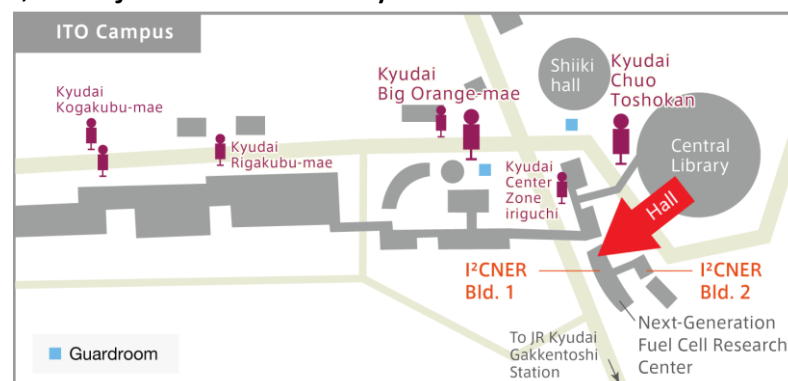 ITO Campus
Kyudai
Kogakubu-mae
Kyudai
Rigakubu-mae
Kyudai
Big Orange-mae
Shiiki
hall
Kyudai
Chuo
Toshokan
Central
Library
Kyudai
Center
Zone
iriguchi
Hall
I²CNER
Bld. 1
I²CNER
Bld. 2
Next-Generation
Fuel Cell Research
Center
To JR Kyudai
Gakkentoshi
Station
Guardroom